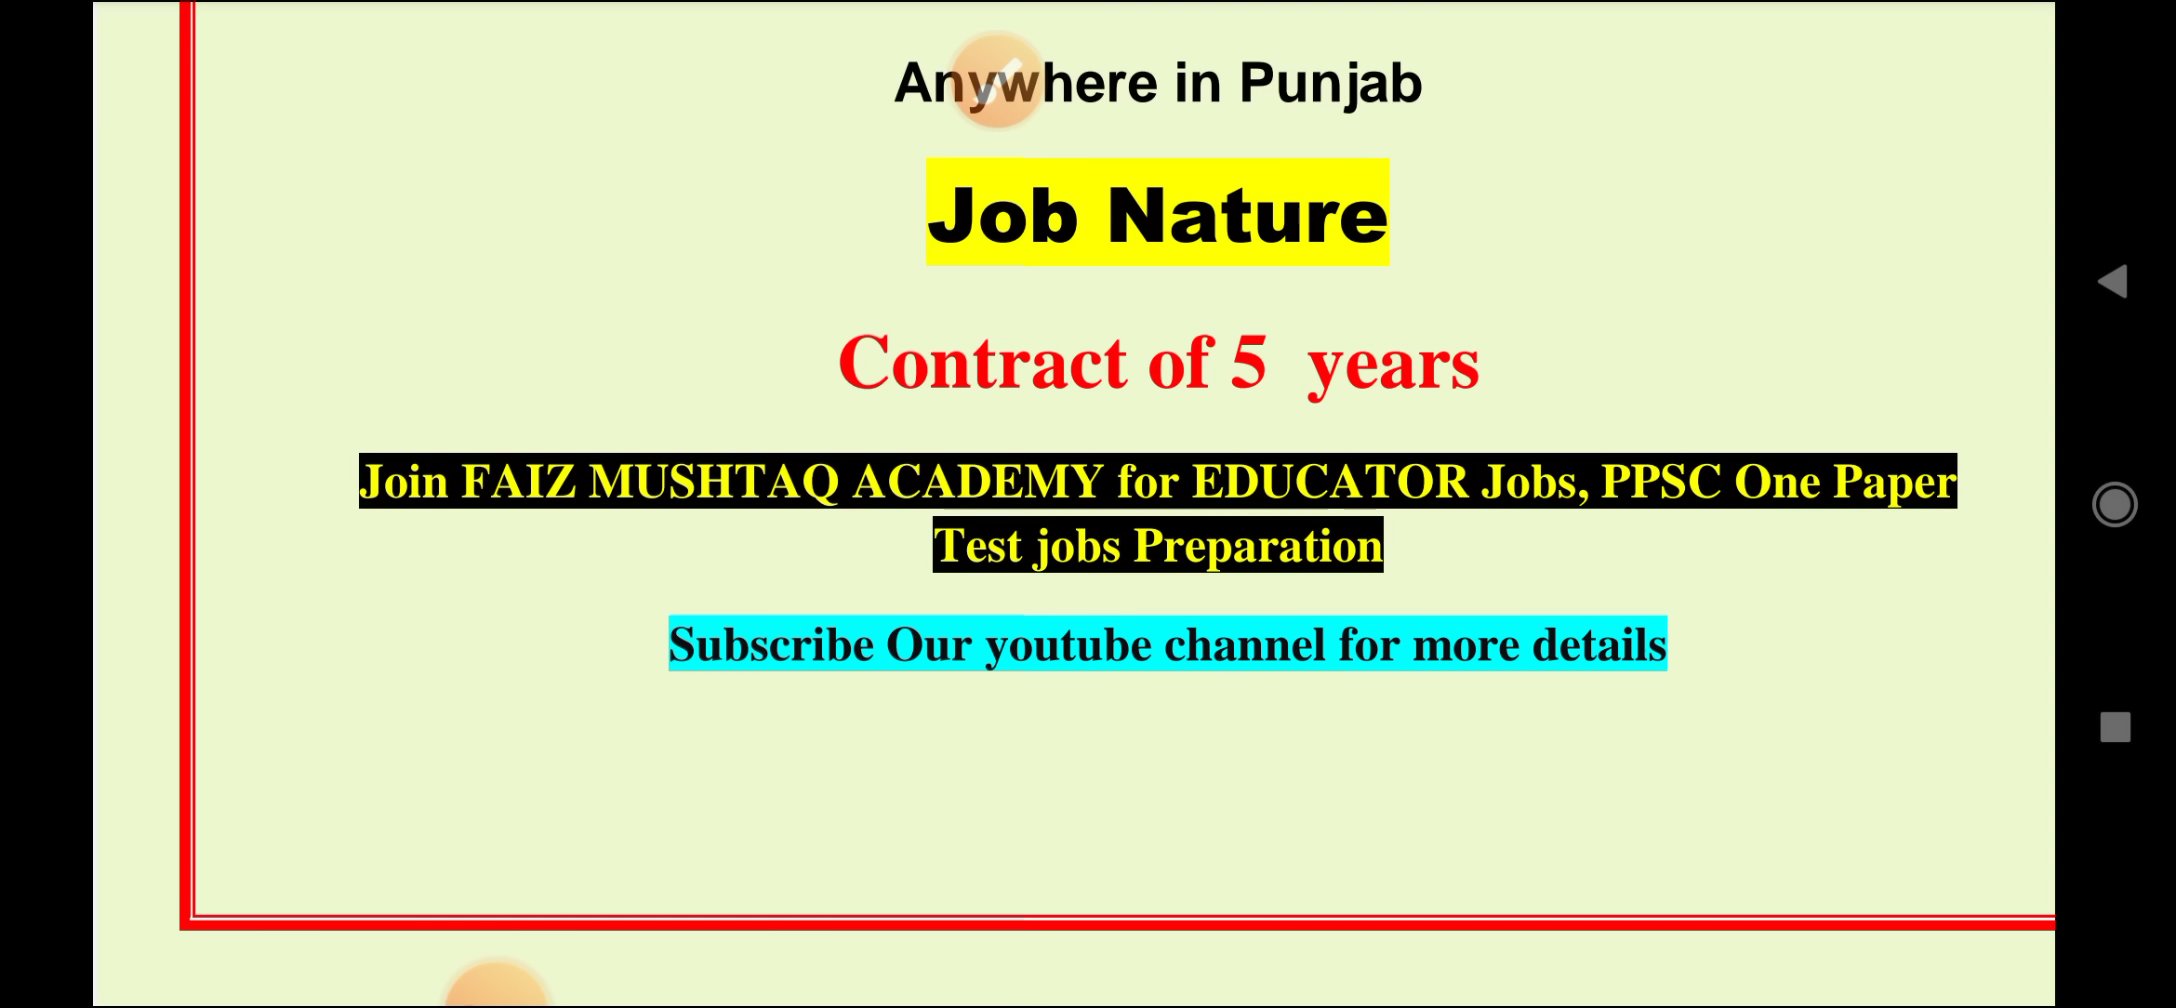 Anywhere in Punjab
Job Nature
Contract of 5  years
Join FAIZ MUSHTAQ ACADEMY for EDUCATOR Jobs, PPSC One Paper
Test jobs Preparation
Subscribe Our youtube channel for more details